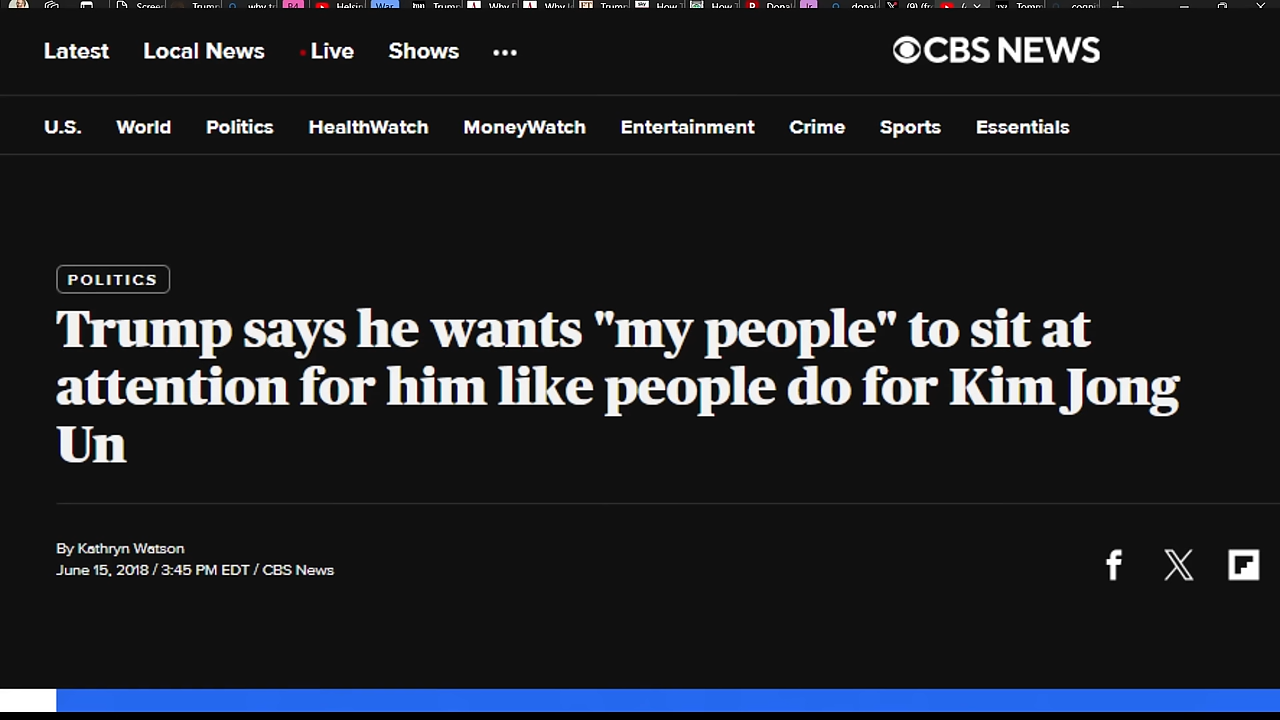 Latest Local News Live Shows
CBS NEWS
U.S. World Politics HealthWatch MoneyWatch Entertainment Crime Sports Essentials
POLITICS
Trump says he wants "my people" to sit at
attention for him like people do for Kim Jong
Un
By Kathryn Watson
June 15, 2018 / 3:45 PM EDT / CBS News